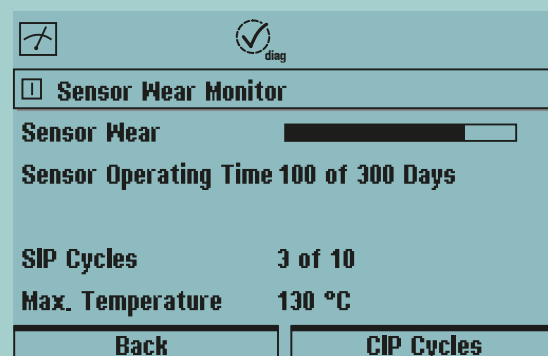 diag
Sensor Wear Monitor
Sensor Wear
Sensor Operating Time 100 of 300 Days
SIP Cycles 3 of 10
Max. Temperature 130 °C
Back CIP Cycles